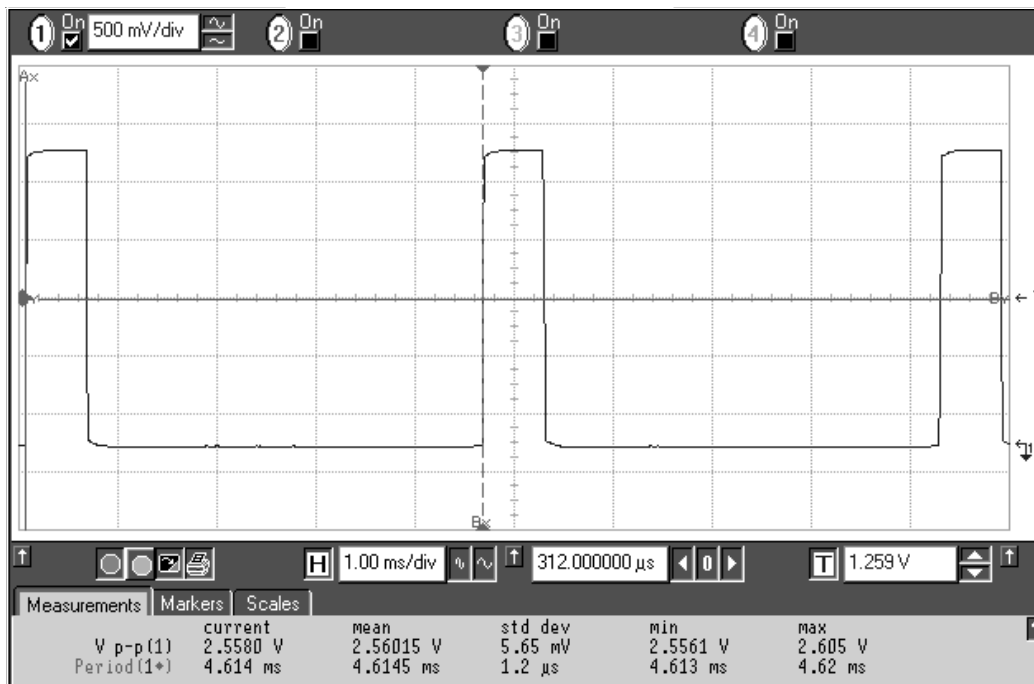 1 On 500 mV/div 2 On 3 On 4 On
Ax
By
1
Bx
H 1.00 ms/div 312.000000 µs 0 T 1.259 V
Measurements Markers Scales
current mean std dev min max
V p-p(1) 2.5580 V 2.56015 V 5.65 mV 2.5561 V 2.605 V
Period(1◆) 4.614 ms 4.6145 ms 1.2 µs 4.613 ms 4.62 ms